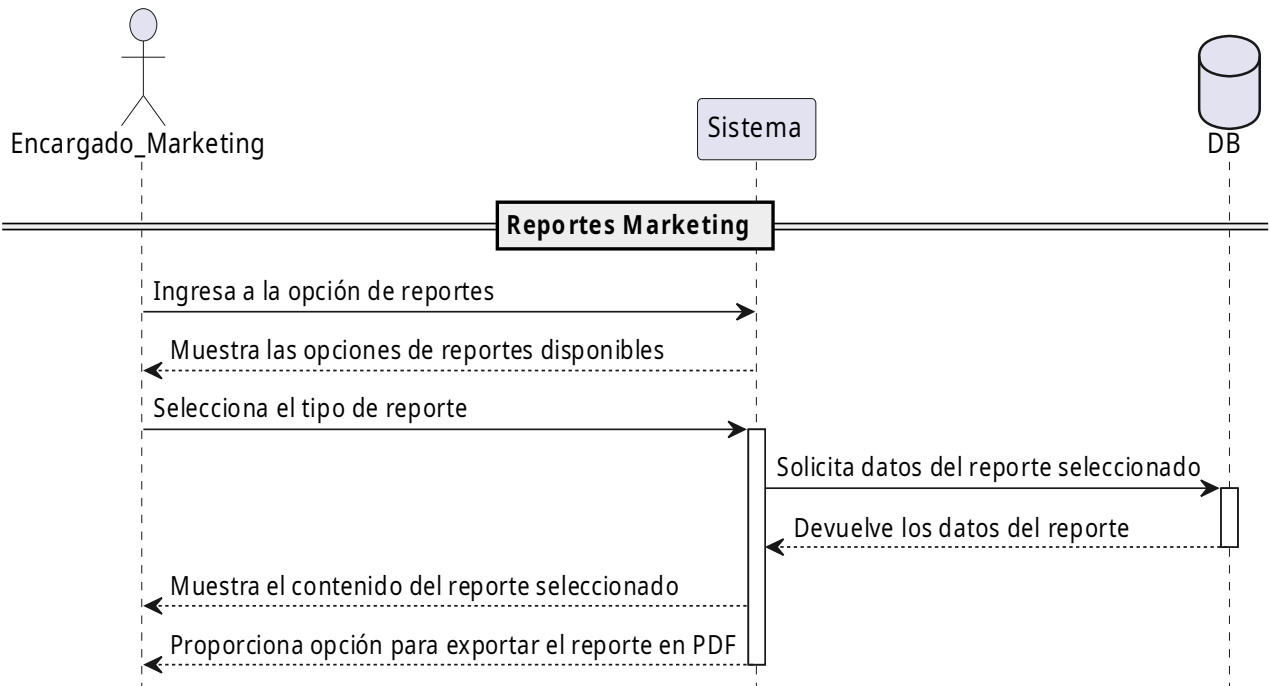 Encargado_Marketing
Sistema
DB
Reportes Marketing
Ingresa a la opción de reportes
Muestra las opciones de reportes disponibles
Selecciona el tipo de reporte
Solicita datos del reporte seleccionado
Devuelve los datos del reporte
Muestra el contenido del reporte seleccionado
Proporciona opción para exportar el reporte en PDF